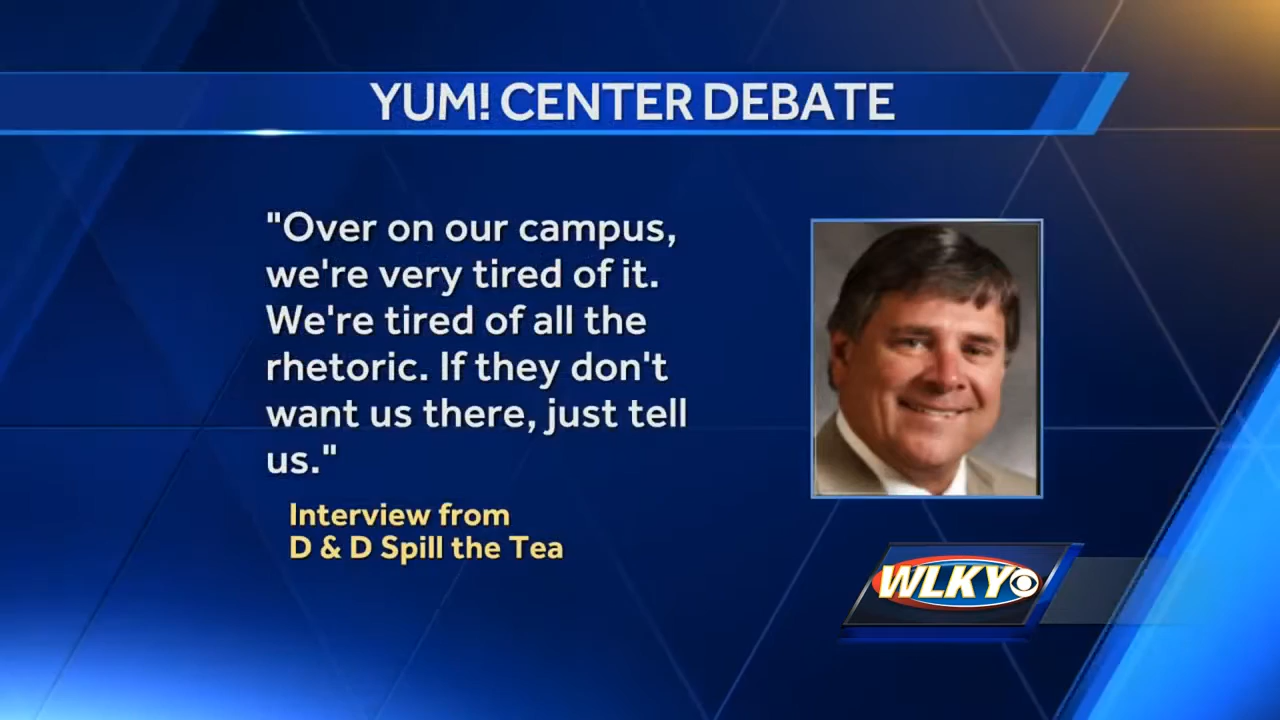 YUM! CENTER DEBATE
"Over on our campus,
we're very tired of it.
We're tired of all the
rhetoric. If they don't
want us there, just tell
us."
Interview from
D & D Spill the Tea
WLKY